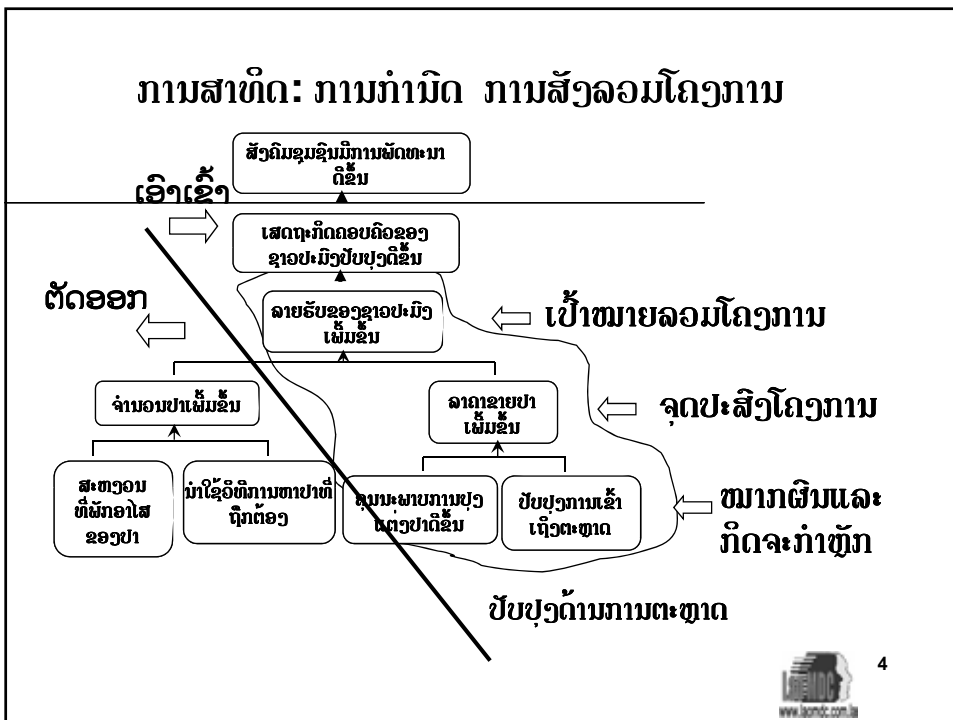 ການສາທິດ: ການກຳນົດ ການສັງລວມໂຄງການ
ສັງຄົມຊຸມຊົນມີການພັດທະນາ
ດີຂຶ້ນ
ເອົາເຂົ້າ
ເສດຖະກິດຄອບຄົວຂອງ
ຊາວປະມົງປັບປຸງດີຂຶ້ນ
ຕັດອອກ
ລາຍຮັບຂອງຊາວປະມົງ
ເພີ້ມຂຶ້ນ
ເປົ້າໝາຍລວມໂຄງການ
ຈຳນວນປາເພີ້ມຂຶ້ນ
ລາຄາຂາຍປາ
ເພີ້ມຂຶ້ນ
ຈຸດປະສົງໂຄງການ
ສະຫງວນ
ທີ່ພັກອາໄສ
ຂອງປາ
ນຳໃຊ້ວິທີການຫາປາທີ່
ຖືກຕ້ອງ
ຄຸນນະພາບການປຸງ
ແຕ່ງປາດີຂຶ້ນ
ປັບປຸງການເຂົ້າ
ເຖິງຕະຫຼາດ
ໝາກຜົນແລະ
ກິດຈະກຳຫຼັກ
ປັບປຸງດ້ານການຕະຫຼາດ
LaoMDC
www.laomdc.com.la
4